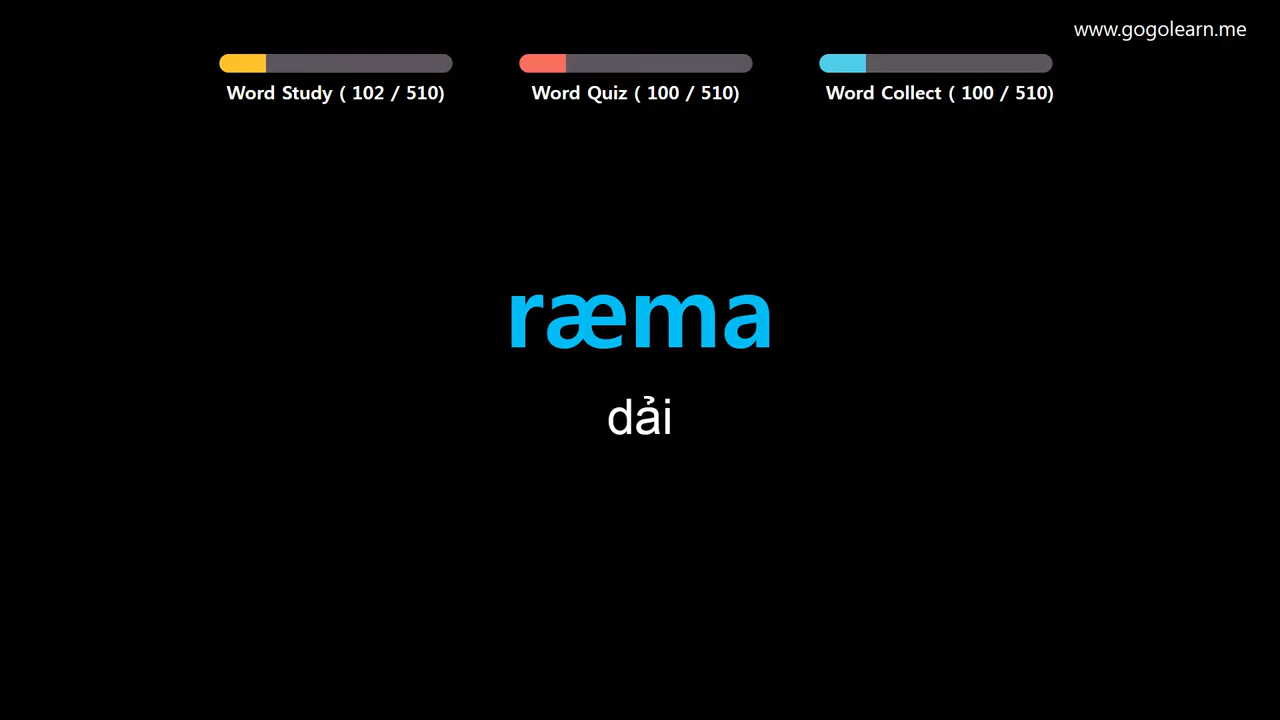 www.gogolearn.me
Word Study ( 102 / 510)
Word Quiz ( 100 / 510)
Word Collect ( 100 / 510)
ræma
dải